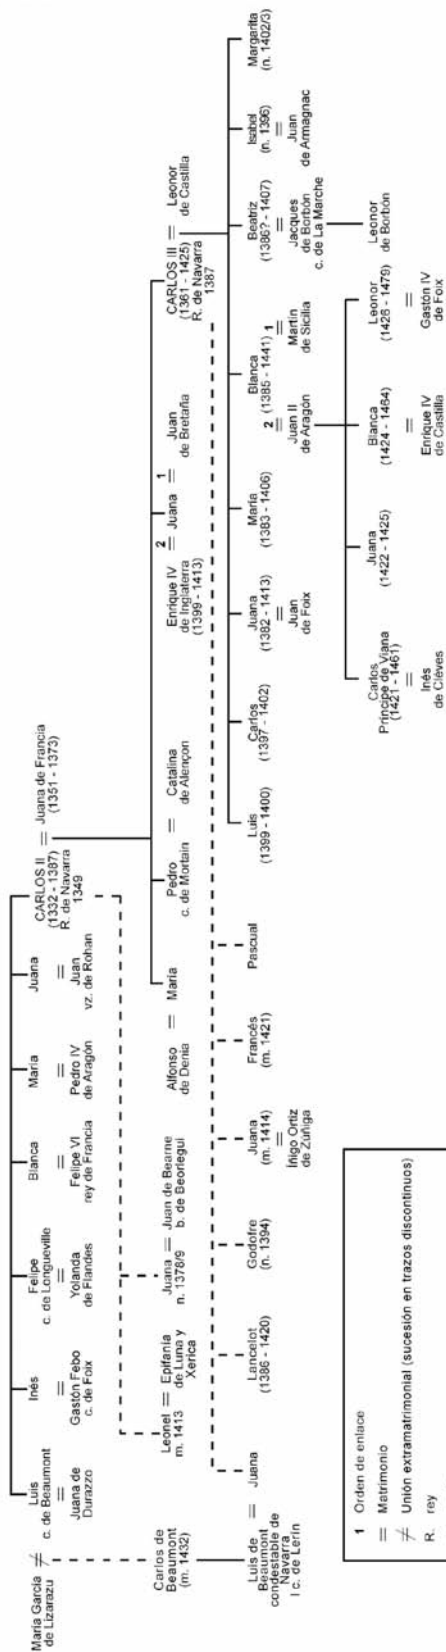 María García
de Lizarazu
Luis
c. de Beaumont
=
Juana de
Durazzo
Inés
=
Gastón Febo
c. de Foix
Felipe
c. de Longueville
=
Yolanda
de Flandes
Blanca
=
Felipe VI
rey de Francia
María
=
Pedro IV
de Aragón
Juana
=
Juan
vz. de Rohan
CARLOS II
(1332 - 1387)
R. de Navarra
1349
= Juana de Francia
(1351 - 1373)
Carlos de
Beaumont
(m. 1432)
Leonel = Epifanía
m. 1413 de Luna y
Xerica
Juana = Juan de Bearne
n. 1378/9 b. de Beorlegui
Alfonso = María
de Denia
Pedro = Catalina
c. de Mortain de Alençon
Enrique IV 2 = Juana = 1 Juan
de Inglaterra de Bretaña
(1399 - 1413)
CARLOS III = Leonor
(1361 - 1425) de Castilla
R. de Navarra
1387
Luis de = Juana
Beaumont
condestable de
Navarra
I c. de Lerín
Lancelot
(1386 - 1420)
Godofre
(n. 1394)
Juana
(m. 1414)
=
Íñigo Ortiz
de Zúñiga
Francés
(m. 1421)
Pascual
Luis
(1399 - 1400)
Carlos
(1397 - 1402)
Juana
(1382 - 1413)
=
Juan
de Foix
María
(1383 - 1406)
Blanca
(1385 - 1441)
2 = Juan II
de Aragón
1 = Martín
de Sicilia
Beatriz
(1386? - 1407)
=
Jacques
de Borbón
c. de La Marche
Isabel
(n. 1396)
=
Juan
de Armagnac
Margarita
(n. 1402/3)
Carlos
Príncipe de Viana
(1421 - 1461)
=
Inés
de Clèves
Juana
(1422 - 1425)
Blanca
(1424 - 1464)
=
Enrique IV
de Castilla
Leonor
(1426 - 1479)
=
Gastón IV
de Foix
Leonor
de Borbón
1 Orden de enlace
= Matrimonio
≠ Unión extramatrimonial (sucesión en trazos discontinuos)
R. rey